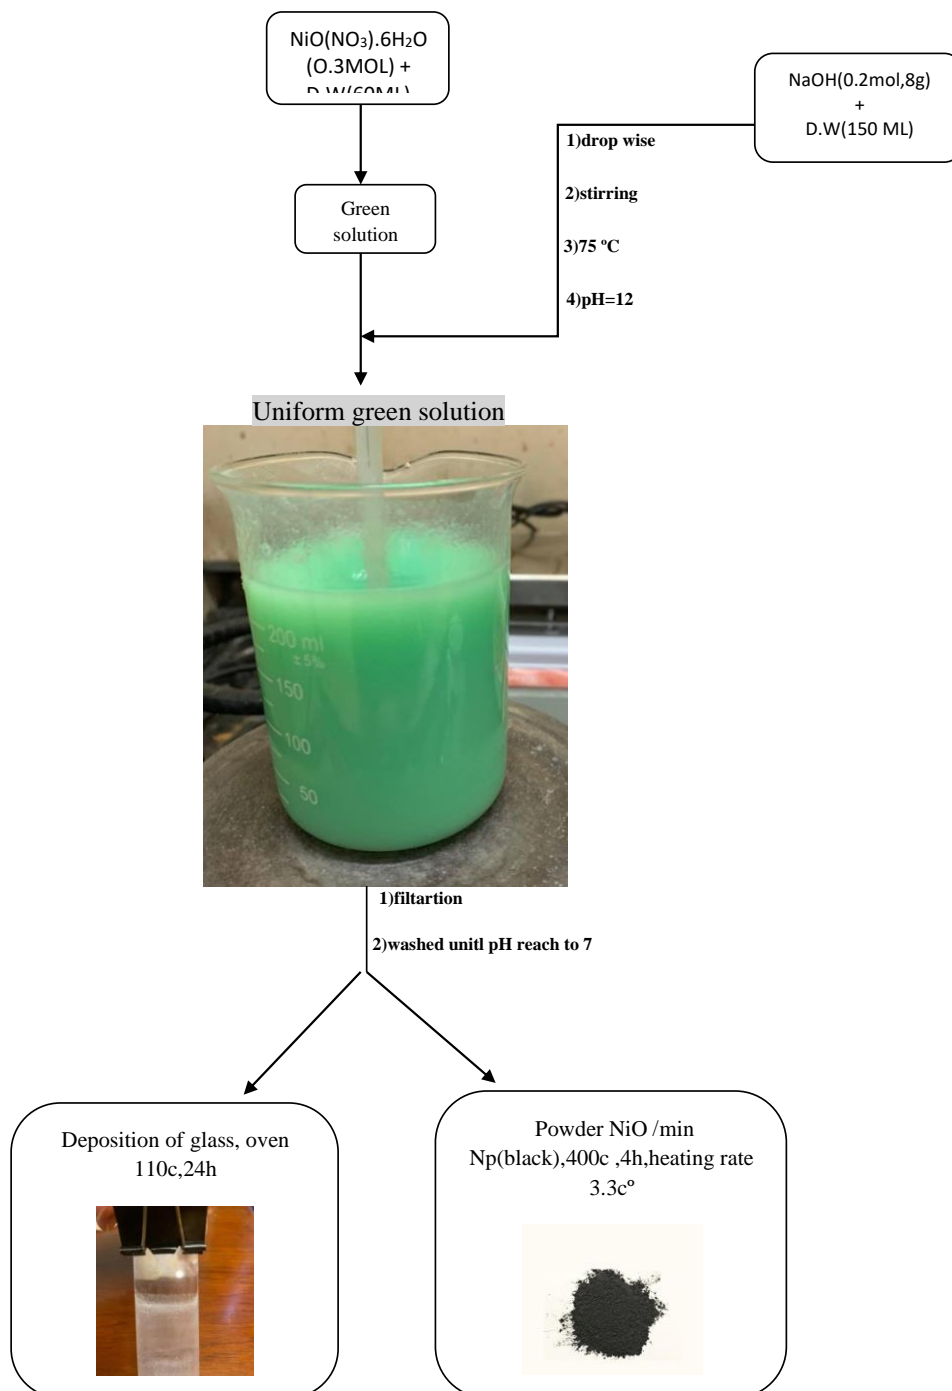 NiO(NO₃).6H₂O
(O.3MOL) +
D.W(60ML)
NaOH(0.2mol,8g)
+
D.W(150 ML)
1)drop wise
2)stirring
3)75 ºC
4)pH=12
Green
solution
Uniform green solution
200 ml
± 5%
150
100
50
1)filtartion
2)washed unitl pH reach to 7
Deposition of glass, oven
110c,24h
Powder NiO /min
Np(black),400c ,4h,heating rate
3.3cº